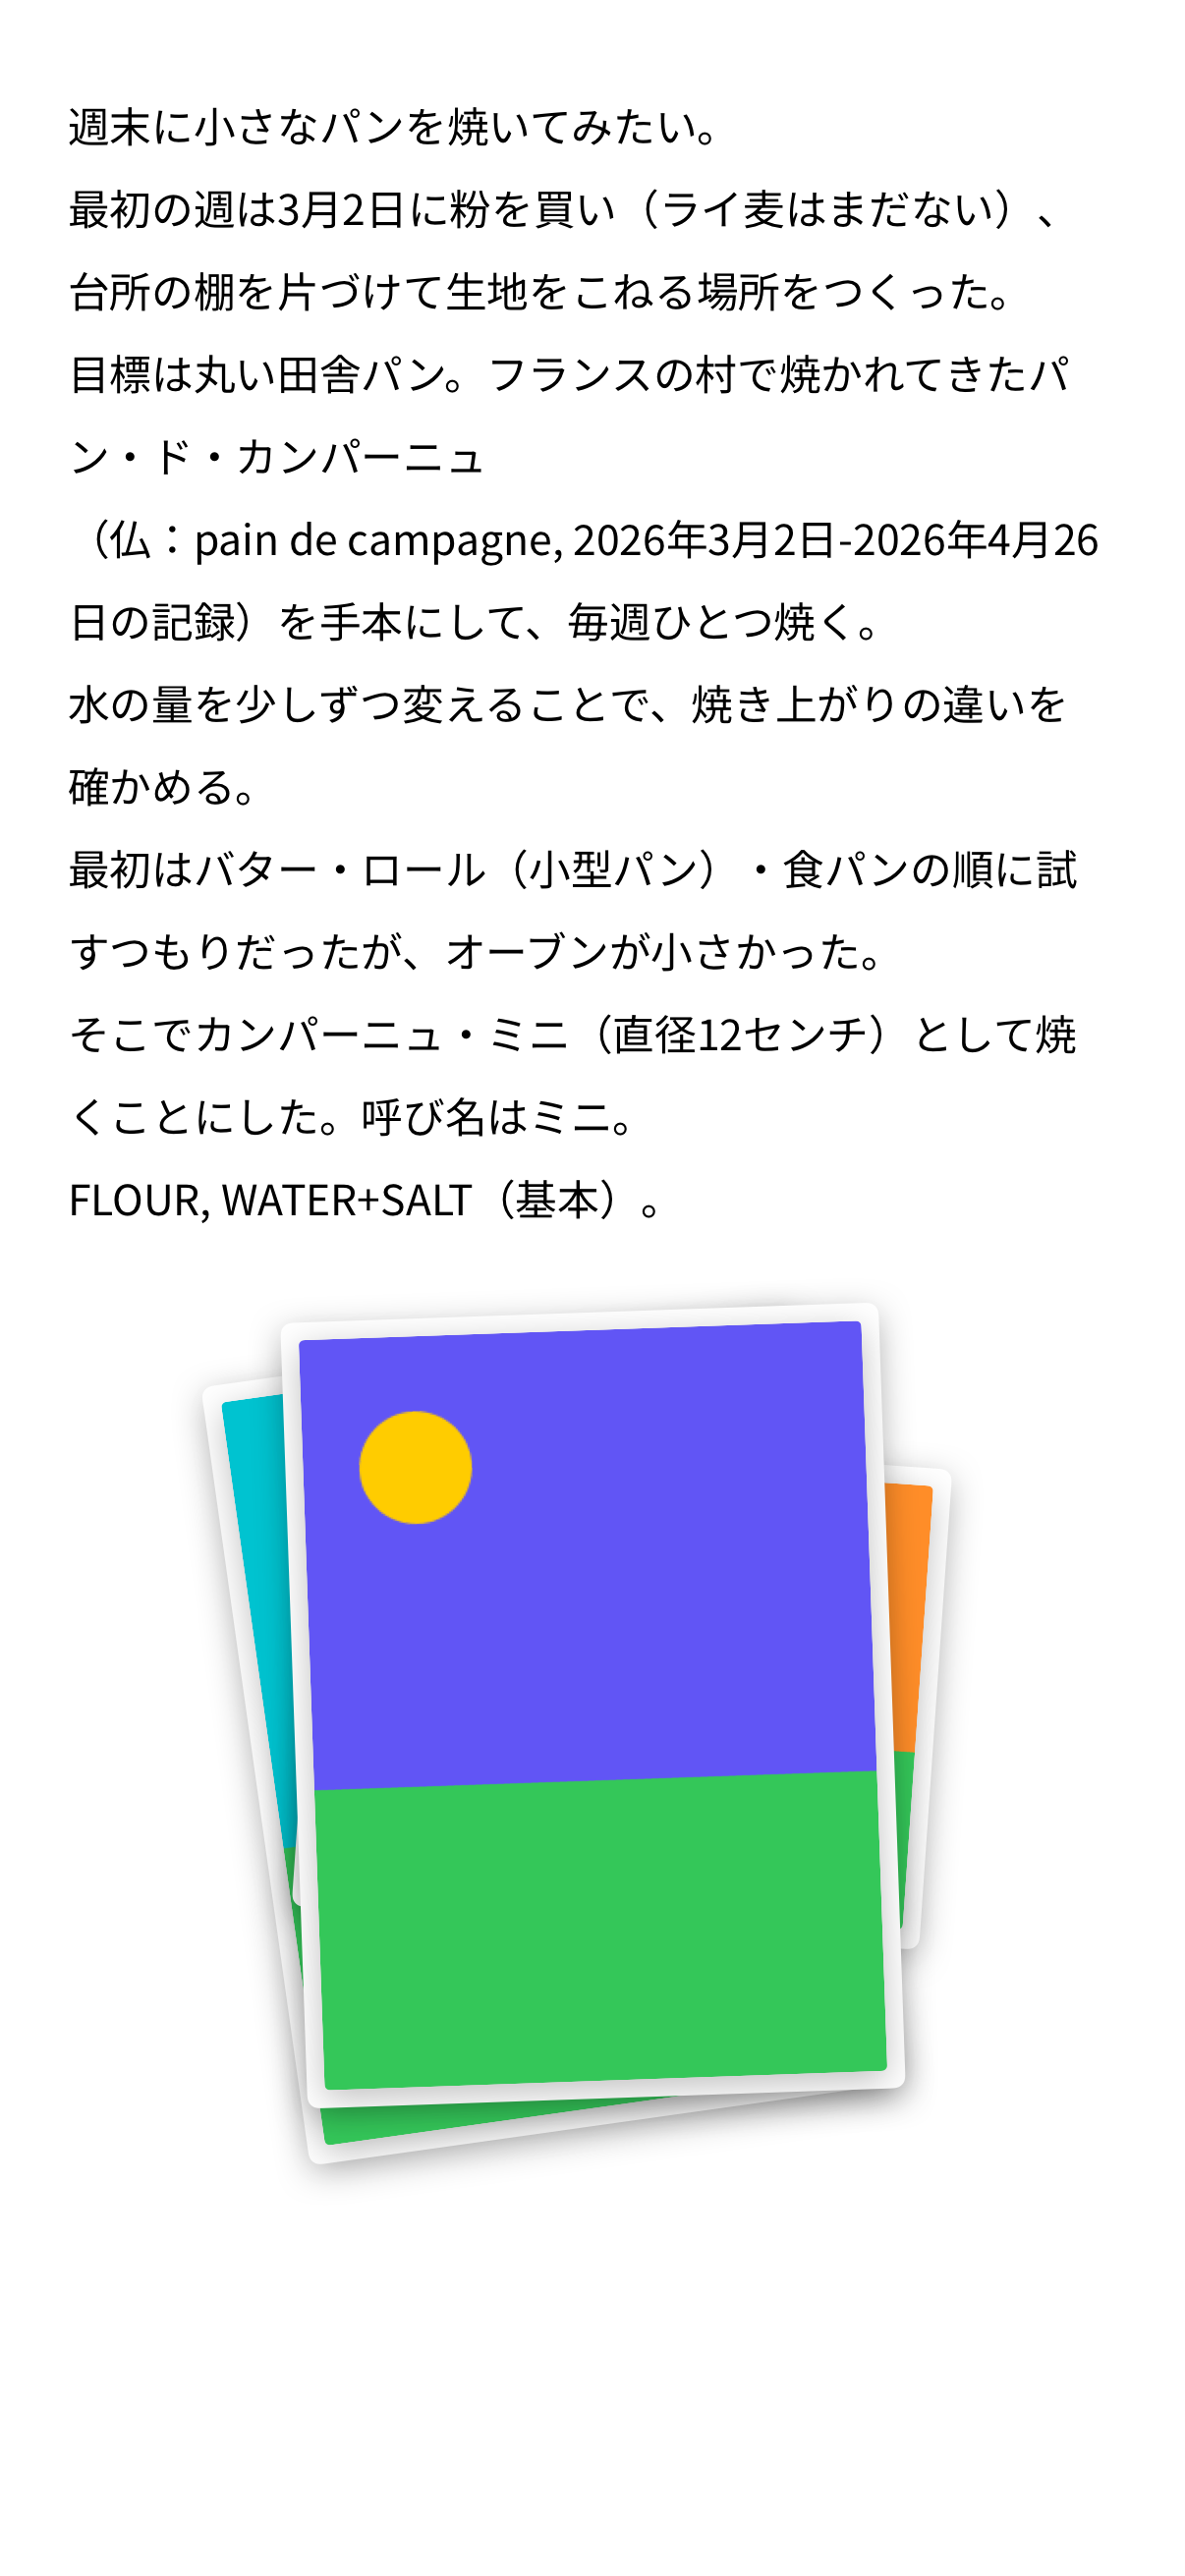 週末に小さなパンを焼いてみたい。
最初の週は3月2日に粉を買い（ライ麦はまだない）、
台所の棚を片づけて生地をこねる場所をつくった。
目標は丸い田舎パン。フランスの村で焼かれてきたパ
ン・ド・カンパーニュ
（仏：pain de campagne, 2026年3月2日-2026年4月26
日の記録）を手本にして、毎週ひとつ焼く。
水の量を少しずつ変えることで、焼き上がりの違いを
確かめる。
最初はバター・ロール（小型パン）・食パンの順に試
すつもりだったが、オーブンが小さかった。
そこでカンパーニュ・ミニ（直径12センチ）として焼
くことにした。呼び名はミニ。
FLOUR, WATER+SALT（基本）。